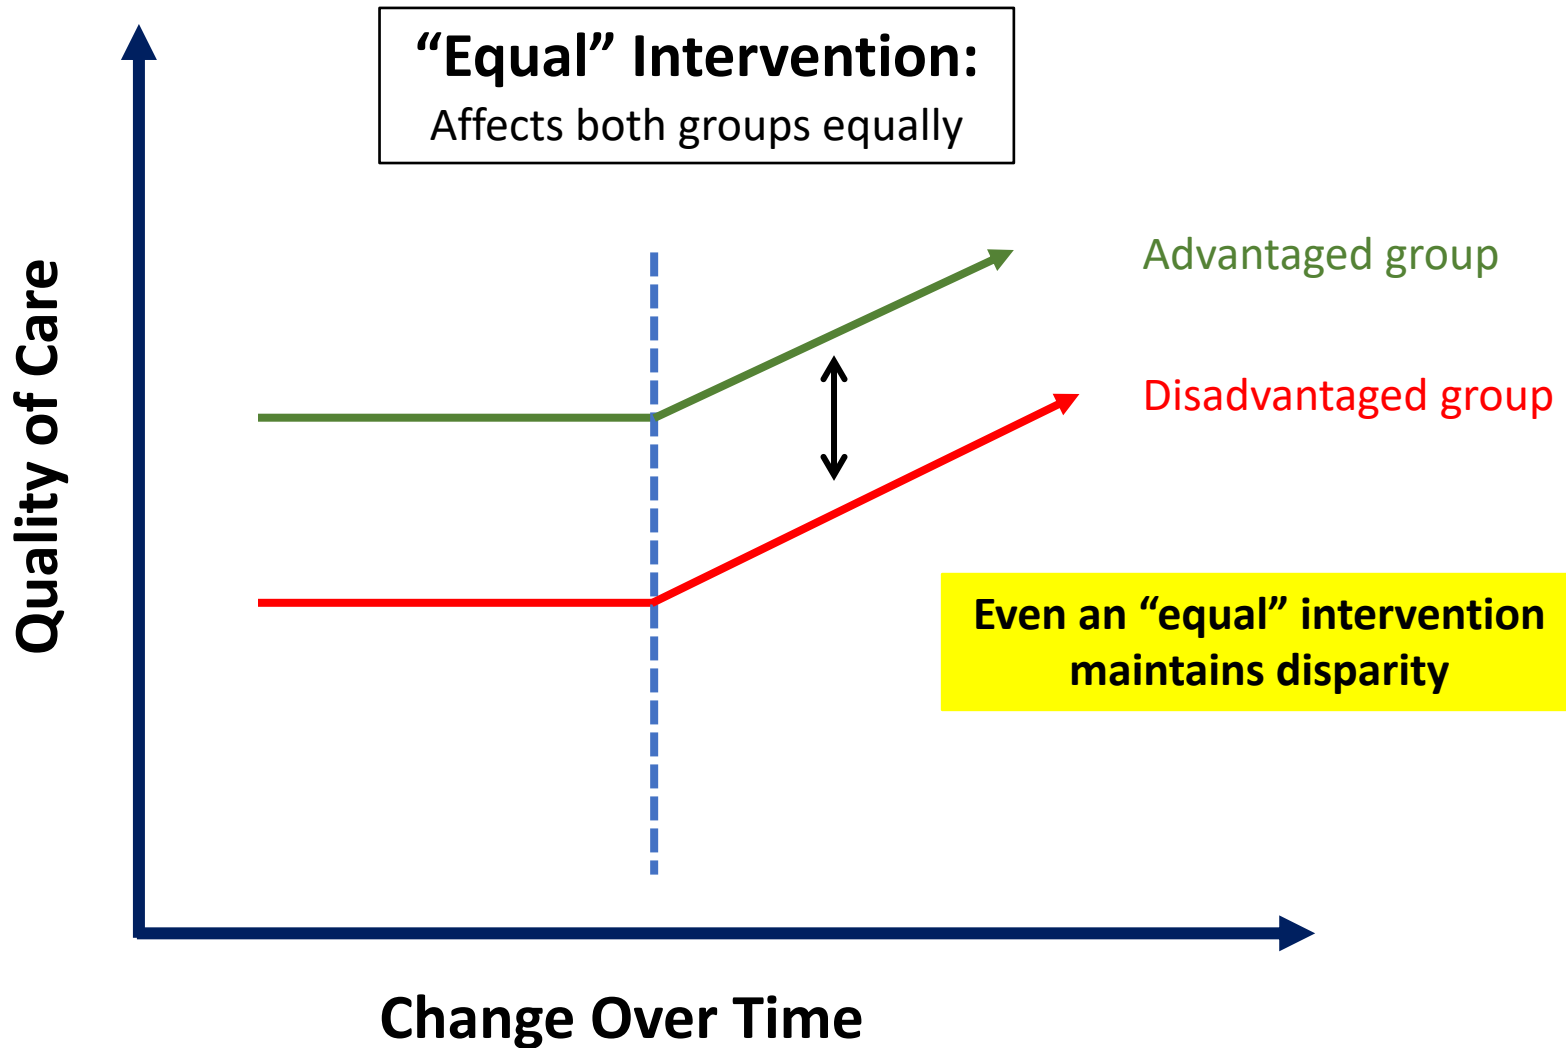 “Equal” Intervention:
Affects both groups equally
Quality of Care
Advantaged group
Disadvantaged group
Even an “equal” intervention
maintains disparity
Change Over Time